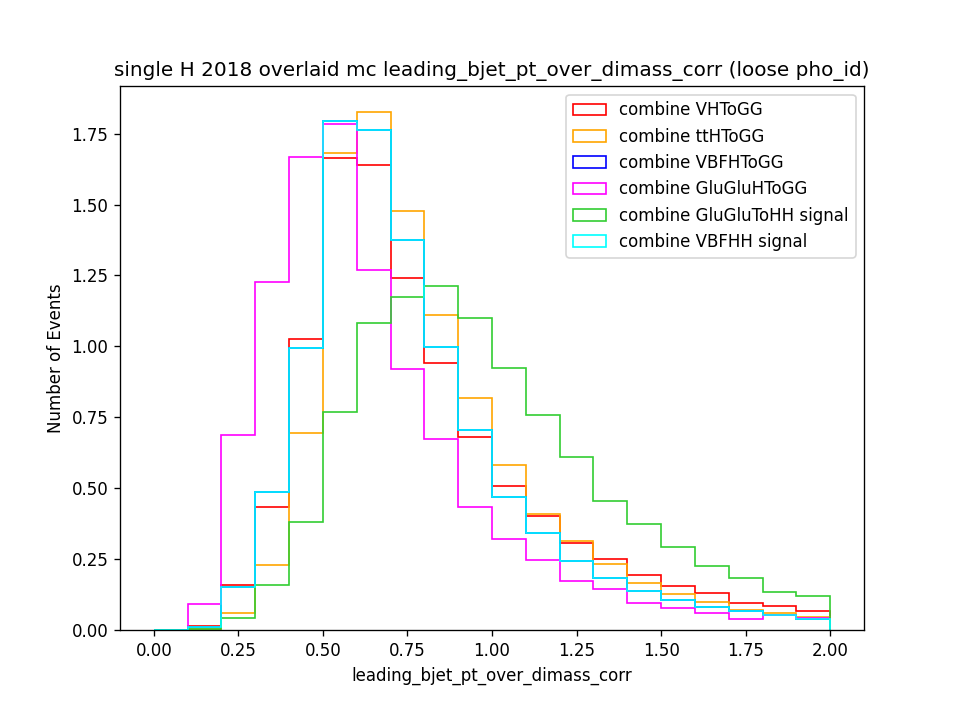 single H 2018 overlaid mc leading_bjet_pt_over_dimass_corr (loose pho_id)
combine VHToGG
combine ttHToGG
combine VBFHToGG
combine GluGluHToGG
combine GluGluToHH signal
combine VBFHH signal
Number of Events
1.75
1.50
1.25
1.00
0.75
0.50
0.25
0.00
0.00 0.25 0.50 0.75 1.00 1.25 1.50 1.75 2.00
leading_bjet_pt_over_dimass_corr